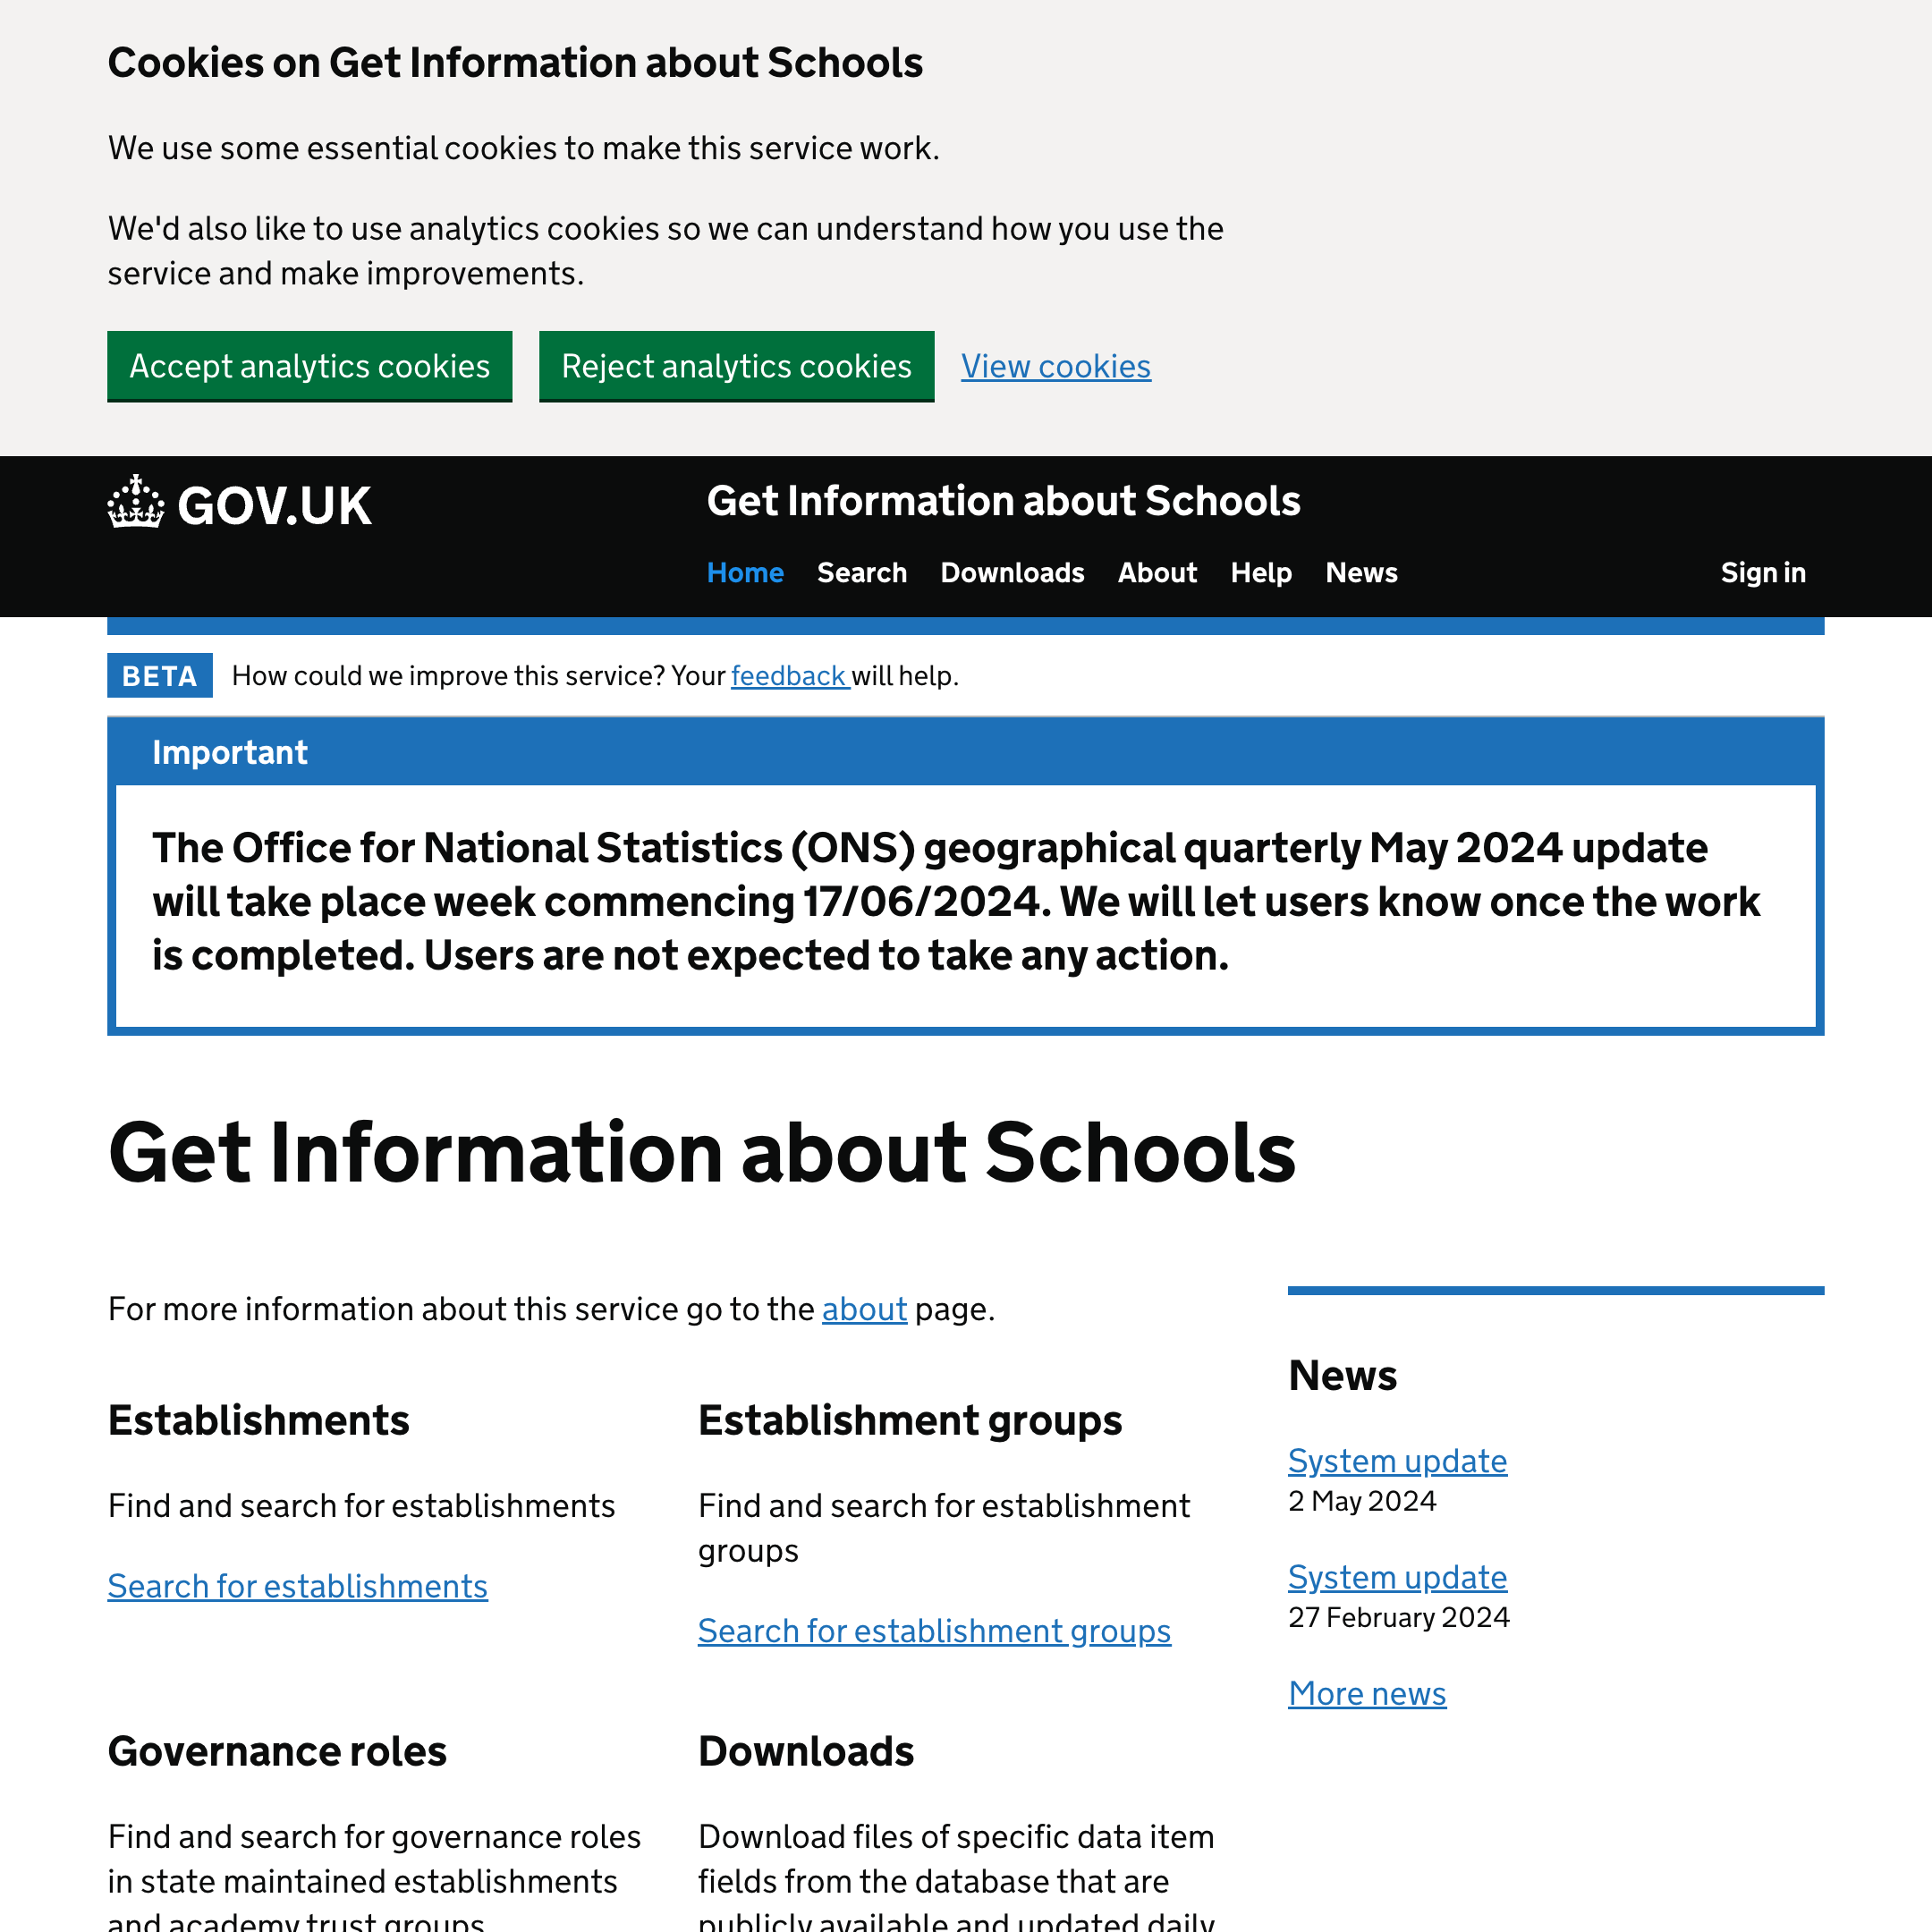 Cookies on Get Information about Schools
We use some essential cookies to make this service work.
We'd also like to use analytics cookies so we can understand how you use the
service and make improvements.
Accept analytics cookies
Reject analytics cookies
View cookies
GOV.UK
Get Information about Schools
Home
Search
Downloads
About
Help
News
Sign in
BETA
How could we improve this service? Your feedback will help.
Important
The Office for National Statistics (ONS) geographical quarterly May 2024 update
will take place week commencing 17/06/2024. We will let users know once the work
is completed. Users are not expected to take any action.
Get Information about Schools
For more information about this service go to the about page.
Establishments
Find and search for establishments
Search for establishments
Establishment groups
Find and search for establishment
groups
Search for establishment groups
News
System update
2 May 2024
System update
27 February 2024
More news
Governance roles
Find and search for governance roles
in state maintained establishments
and academy trust groups
Downloads
Download files of specific data item
fields from the database that are
publicly available and updated daily